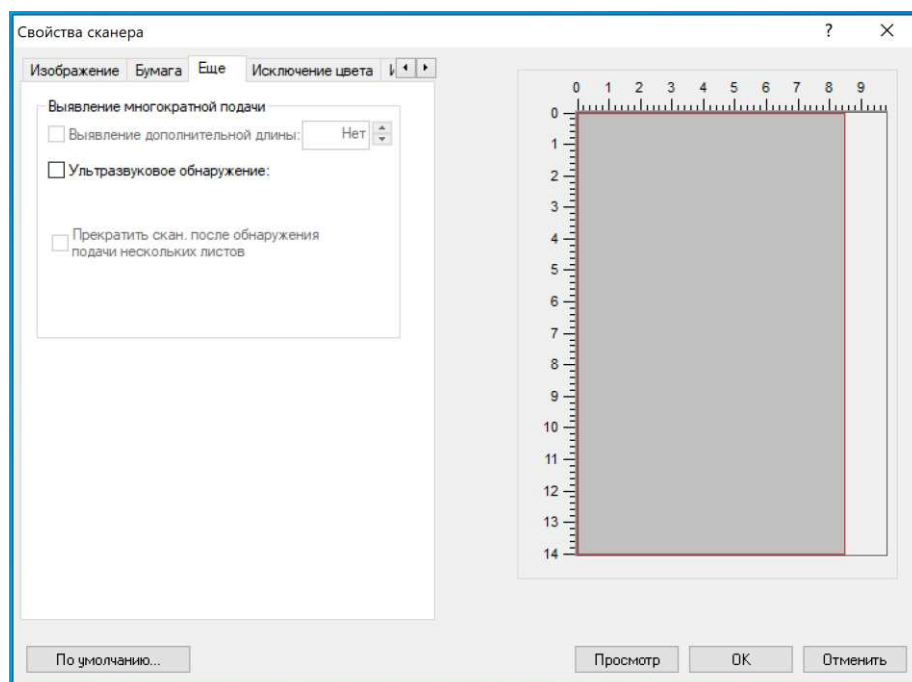 Свойства сканера
?
Изображение Бумага Еще Исключение цвета
Выявление многократной подачи
Выявление дополнительной длины: Нет
Ультразвуковое обнаружение:
Прекратить скан. после обнаружения
подачи нескольких листов
0 1 2 3 4 5 6 7 8 9
0
1
2
3
4
5
6
7
8
9
10
11
12
13
14
По умолчанию...
Просмотр
OK
Отменить